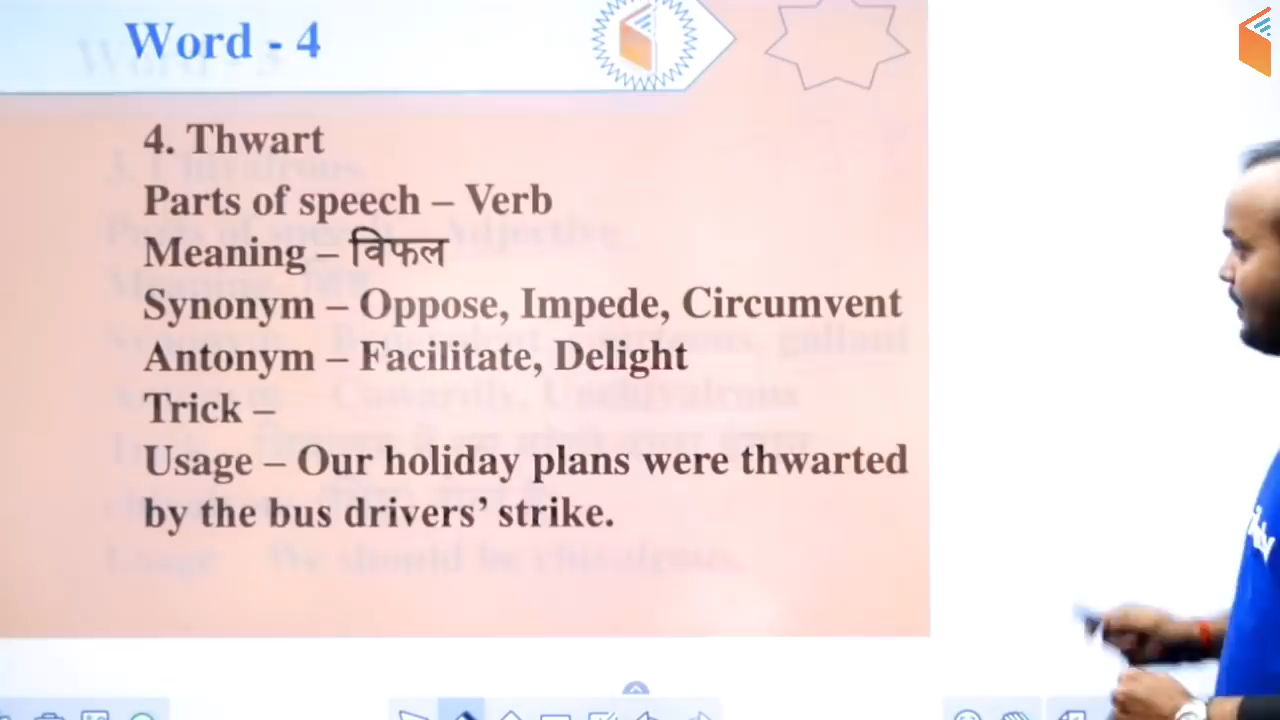 Word - 4
4. Thwart
Parts of speech – Verb
Meaning – विफल
Synonym – Oppose, Impede, Circumvent
Antonym – Facilitate, Delight
Trick –
Usage – Our holiday plans were thwarted
by the bus drivers’ strike.